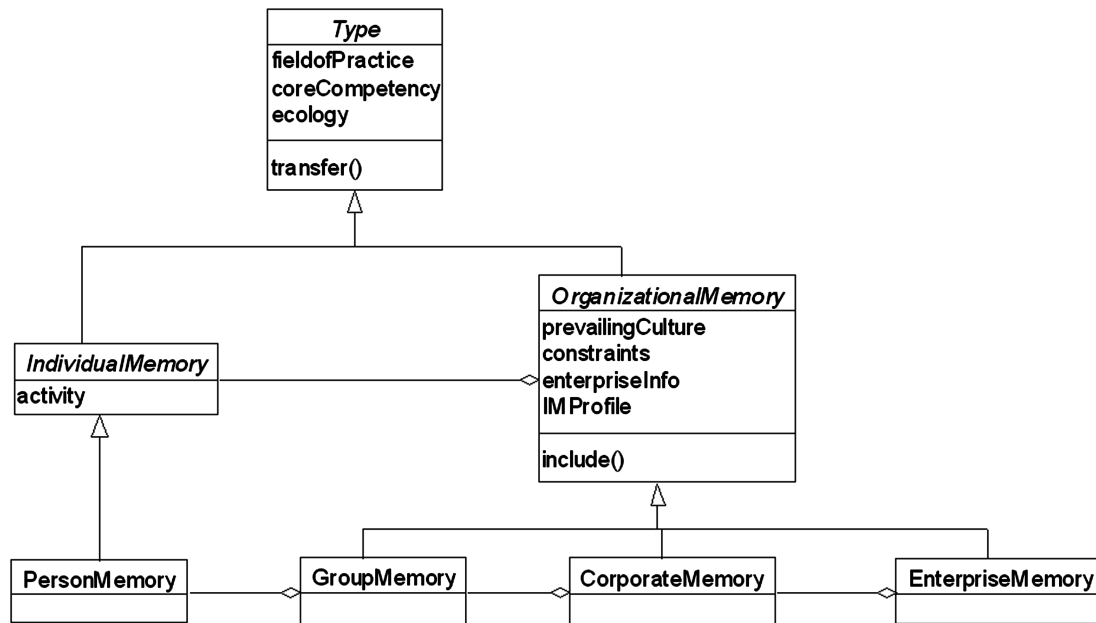 Type
fieldofPractice
coreCompetency
ecology
transfer()
OrganizationalMemory
prevailingCulture
constraints
enterpriseInfo
IMProfile
include()
IndividualMemory
activity
PersonMemory
GroupMemory
CorporateMemory
EnterpriseMemory